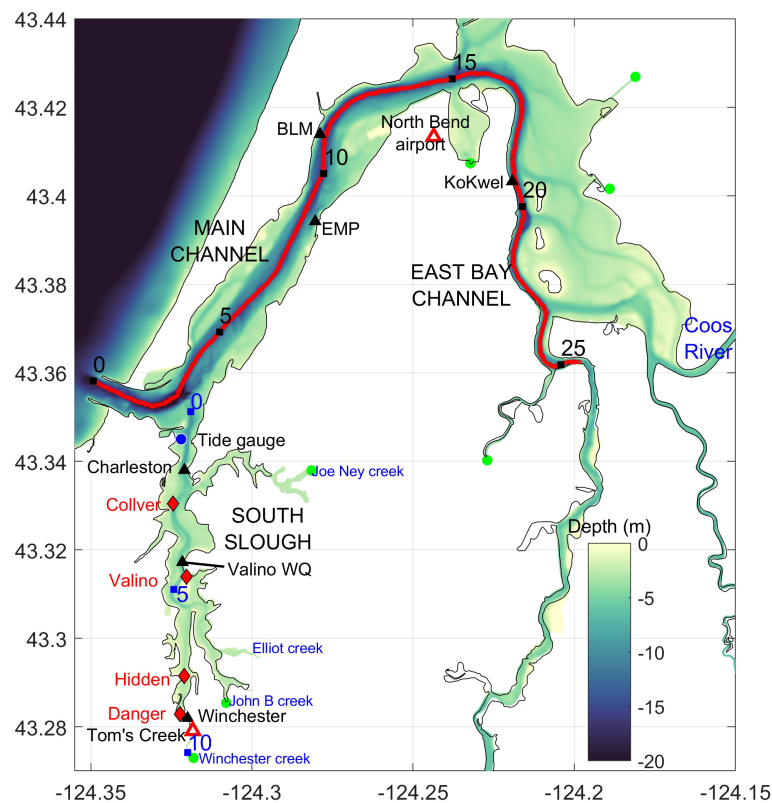 43.44
43.42
43.4
43.38
43.36
43.34
43.32
43.3
43.28
15
BLM
North Bend
airport
10
KoKwel
20
EMP
MAIN
CHANNEL
EAST BAY
CHANNEL
5
Coos
River
0
25
0
Tide gauge
Charleston
Joe Ney creek
Collver
SOUTH
SLOUGH
Depth (m)
0
-5
-10
-15
-20
Valino WQ
Valino
5
Elliot creek
Hidden
John B creek
Danger
Winchester
Tom's Creek
10
Winchester creek
-124.35
-124.3
-124.25
-124.2
-124.15